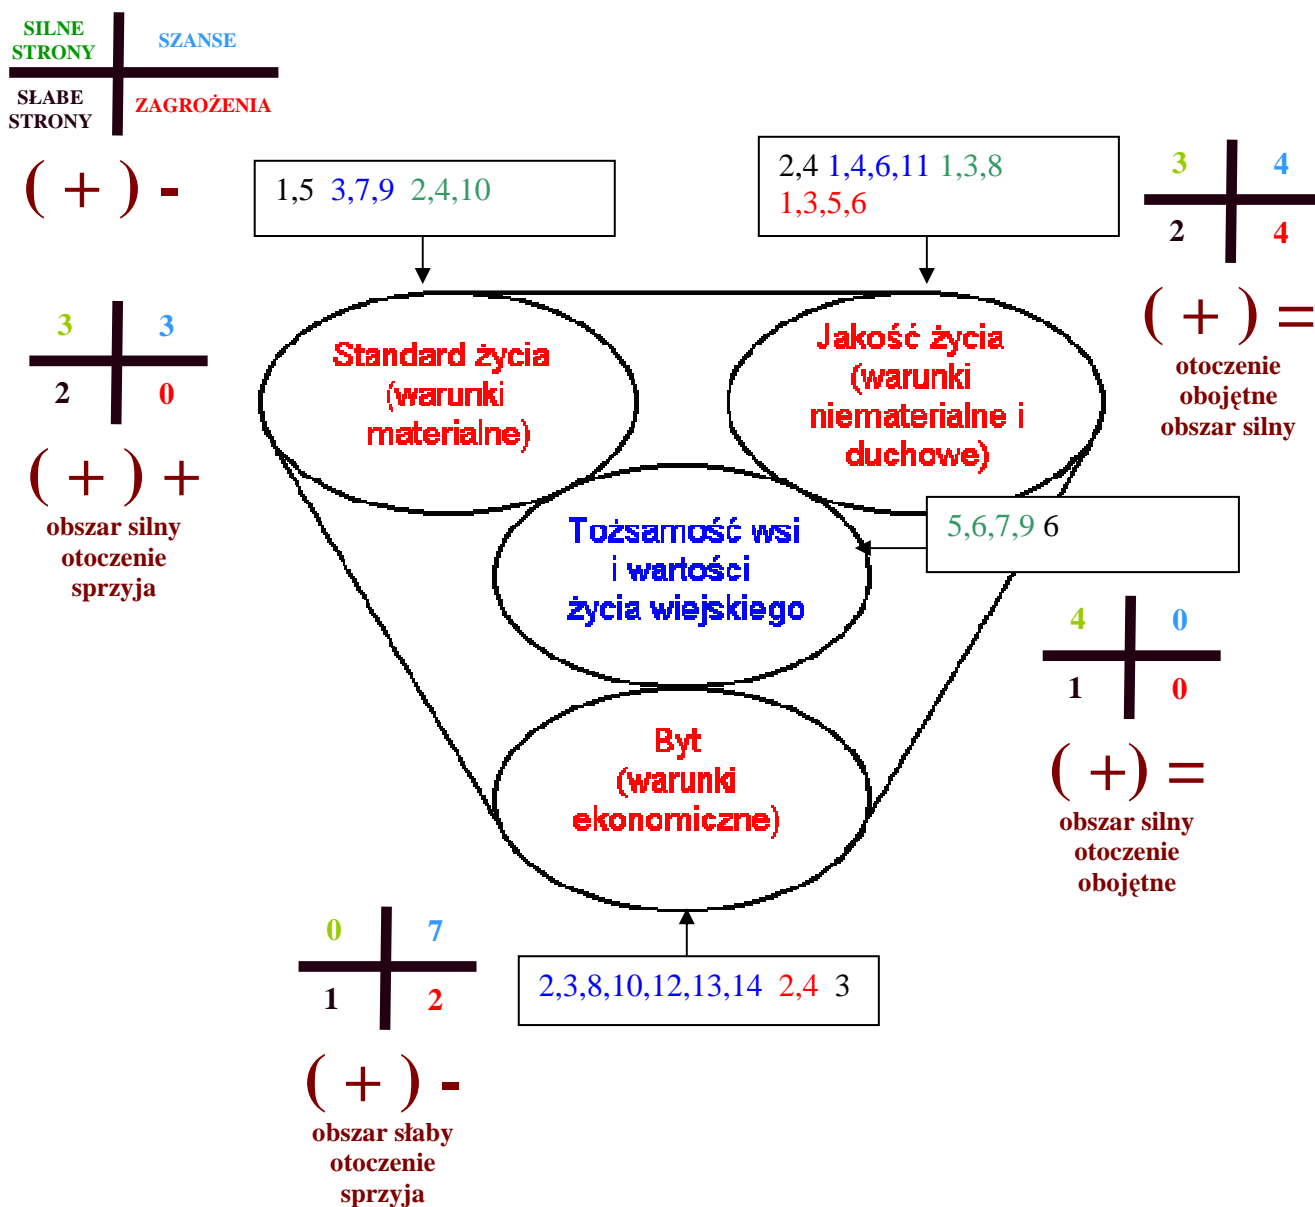 SILNE
STRONY
SZANSE
SŁABE
STRONY
ZAGROŻENIA
( + ) -
1,5 3,7,9 2,4,10
2,4 1,4,6,11 1,3,8
1,3,5,6
3 4
2 4
( + ) =
otoczenie
obojętne
obszar silny
3 3
2 0
( + ) +
obszar silny
otoczenie
sprzyja
Standard życia
(warunki
materialne)
Jakość życia
(warunki
niematerialne i
duchowe)
5,6,7,9 6
Tożsamość wsi
i wartości
życia wiejskiego
4 0
1 0
( +) =
obszar silny
otoczenie
obojętne
Byt
(warunki
ekonomiczne)
0 7
1 2
( + ) -
obszar słaby
otoczenie
sprzyja
2,3,8,10,12,13,14 2,4 3